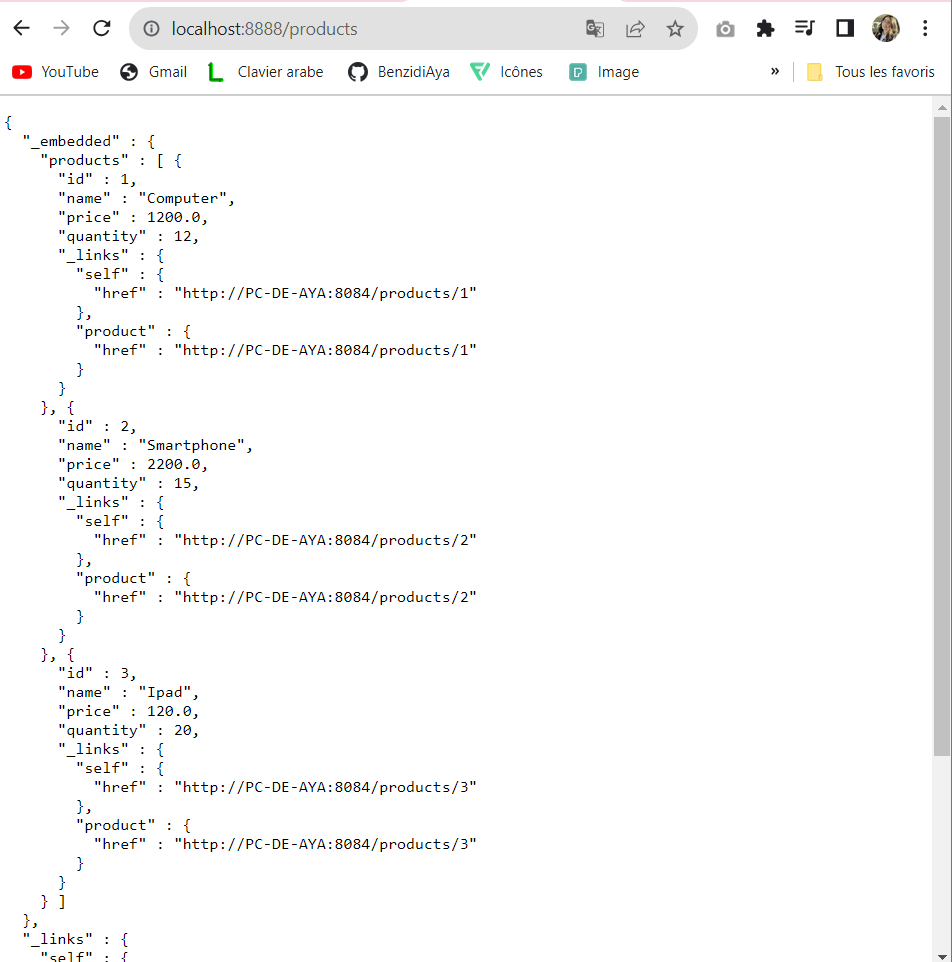 localhost:8888/products
YouTube Gmail Clavier arabe BenzidiAya Icônes Image » Tous les favoris
{
  "_embedded" : {
    "products" : [ {
      "id" : 1,
      "name" : "Computer",
      "price" : 1200.0,
      "quantity" : 12,
      "_links" : {
        "self" : {
          "href" : "http://PC-DE-AYA:8084/products/1"
        },
        "product" : {
          "href" : "http://PC-DE-AYA:8084/products/1"
        }
      }
    }, {
      "id" : 2,
      "name" : "Smartphone",
      "price" : 2200.0,
      "quantity" : 15,
      "_links" : {
        "self" : {
          "href" : "http://PC-DE-AYA:8084/products/2"
        },
        "product" : {
          "href" : "http://PC-DE-AYA:8084/products/2"
        }
      }
    }, {
      "id" : 3,
      "name" : "Ipad",
      "price" : 120.0,
      "quantity" : 20,
      "_links" : {
        "self" : {
          "href" : "http://PC-DE-AYA:8084/products/3"
        },
        "product" : {
          "href" : "http://PC-DE-AYA:8084/products/3"
        }
      }
    } ]
  },
  "_links" : {
    "self" : {